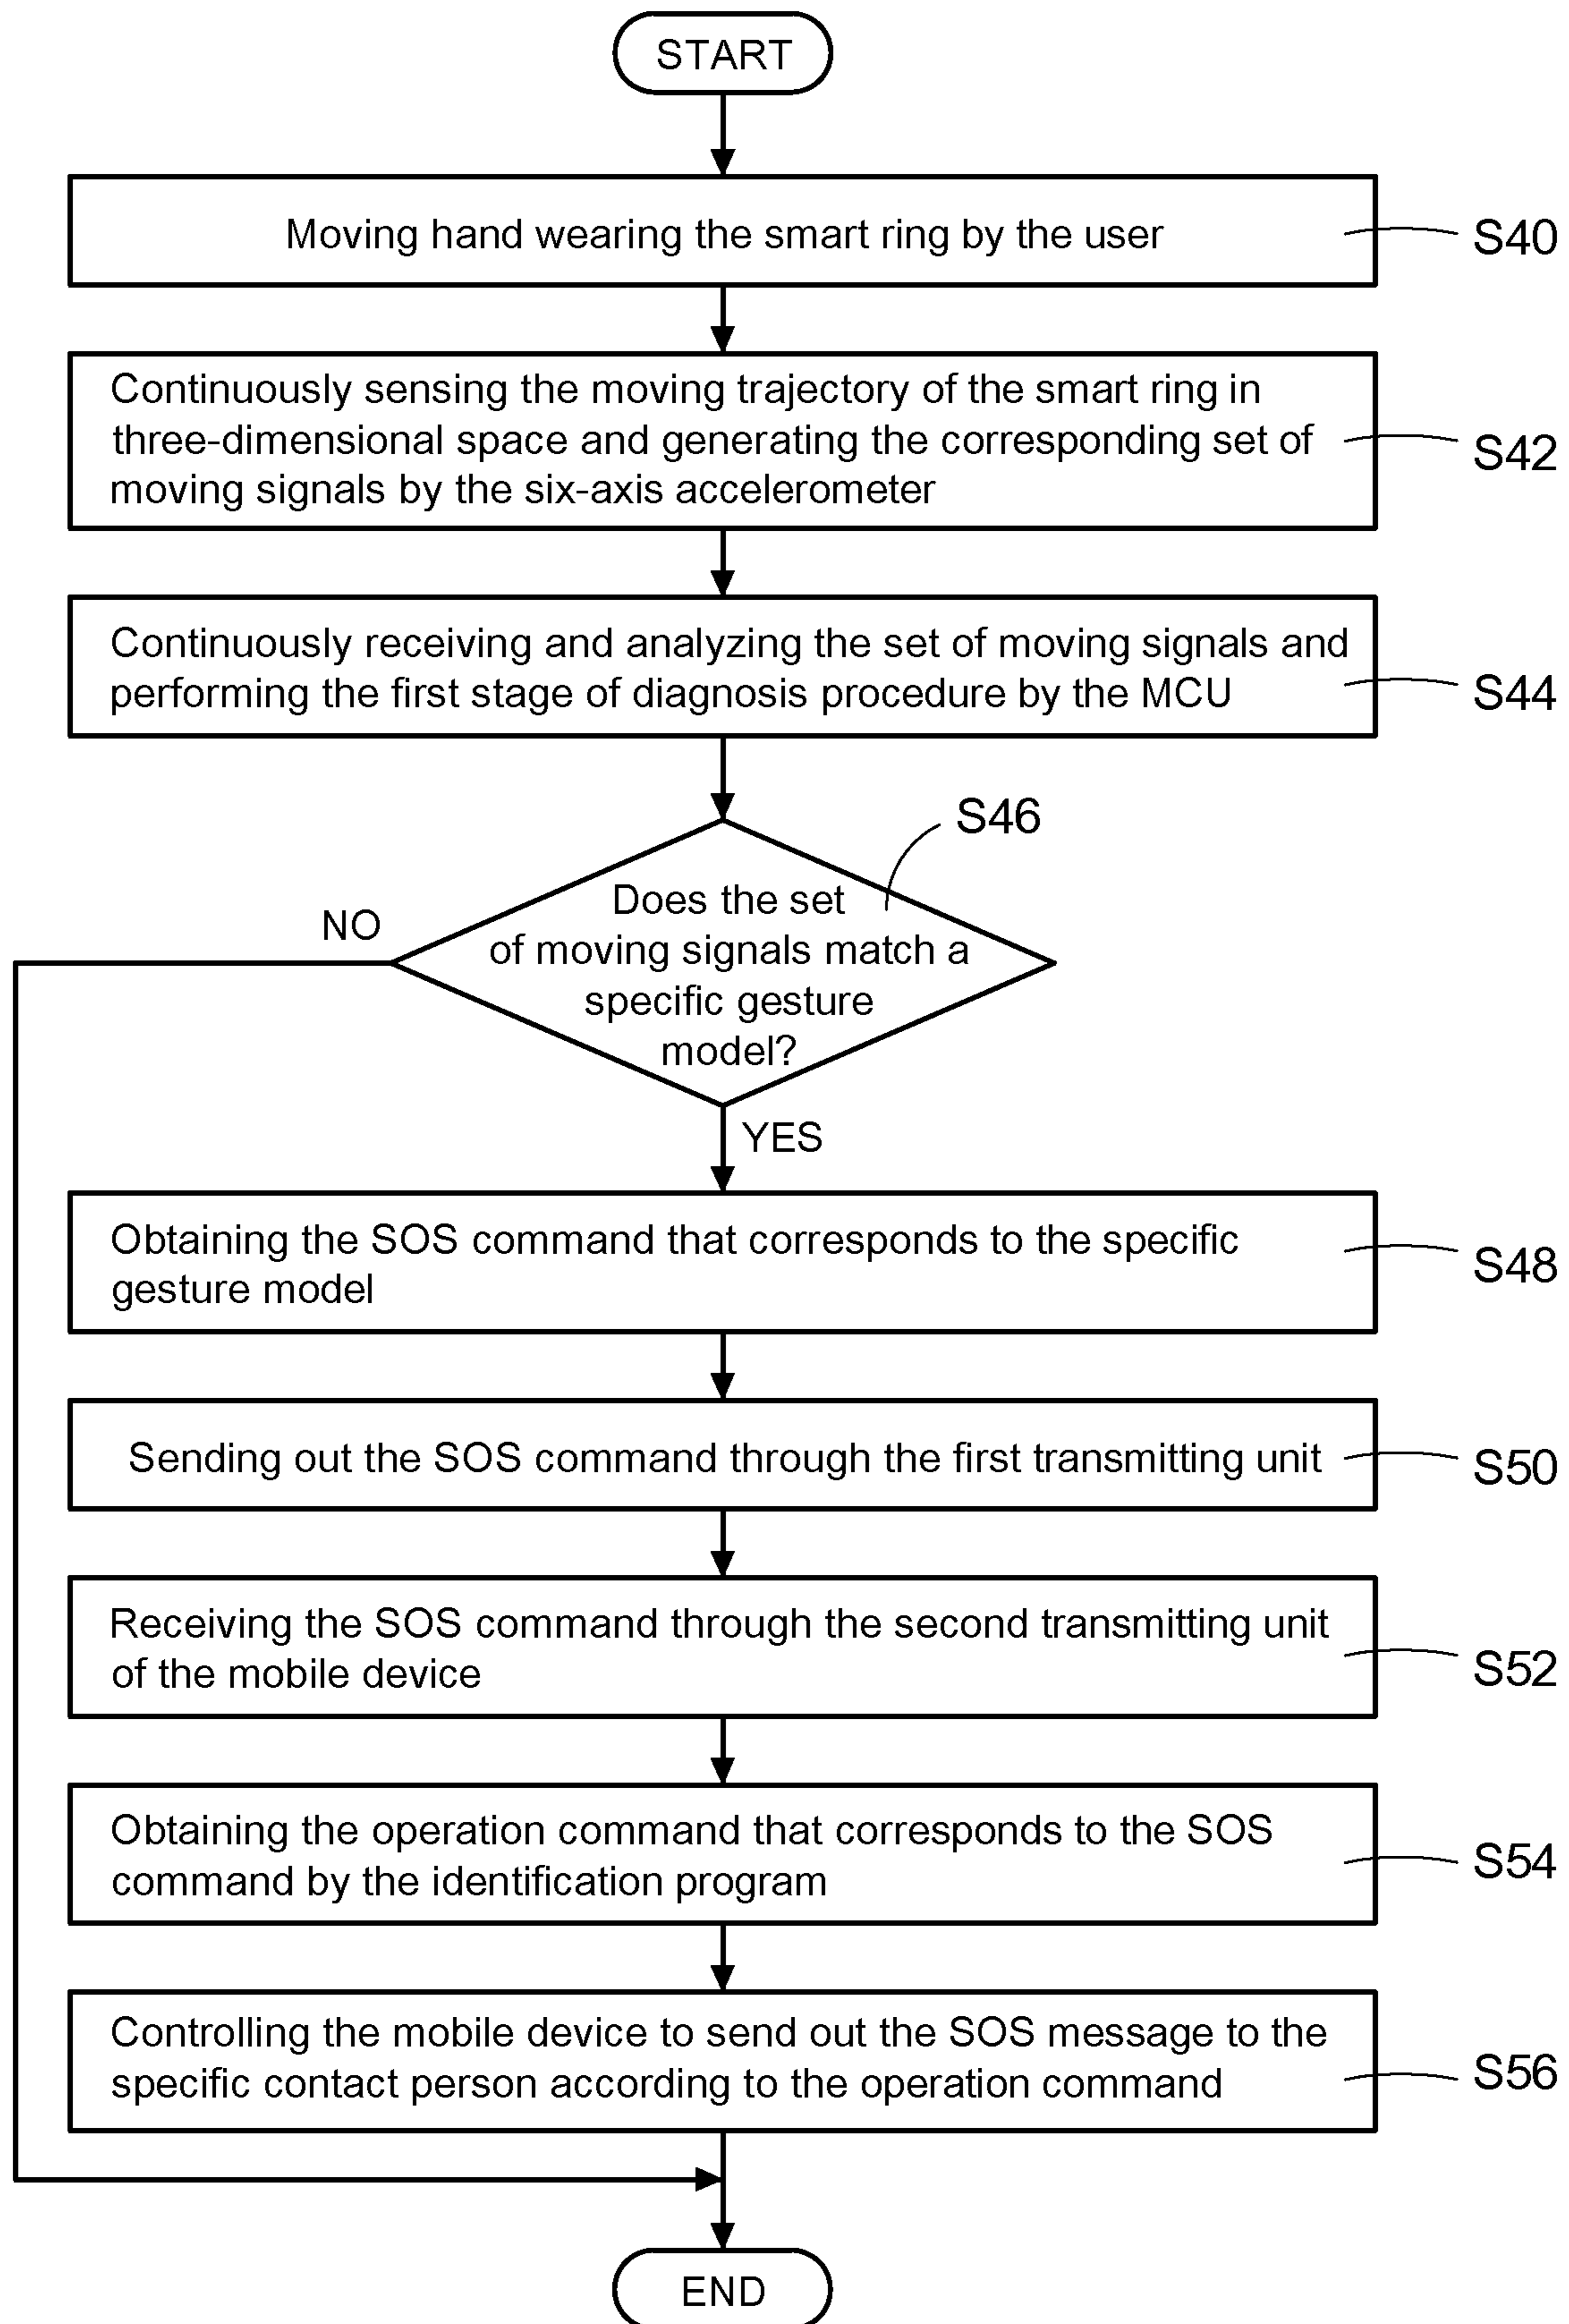 START
Moving hand wearing the smart ring by the user
S40
Continuously sensing the moving trajectory of the smart ring in
three-dimensional space and generating the corresponding set of
moving signals by the six-axis accelerometer
S42
Continuously receiving and analyzing the set of moving signals and
performing the first stage of diagnosis procedure by the MCU
S44
S46
Does the set
of moving signals match a
specific gesture
model?
NO
YES
Obtaining the SOS command that corresponds to the specific
gesture model
S48
Sending out the SOS command through the first transmitting unit
S50
Receiving the SOS command through the second transmitting unit
of the mobile device
S52
Obtaining the operation command that corresponds to the SOS
command by the identification program
S54
Controlling the mobile device to send out the SOS message to the
specific contact person according to the operation command
S56
END